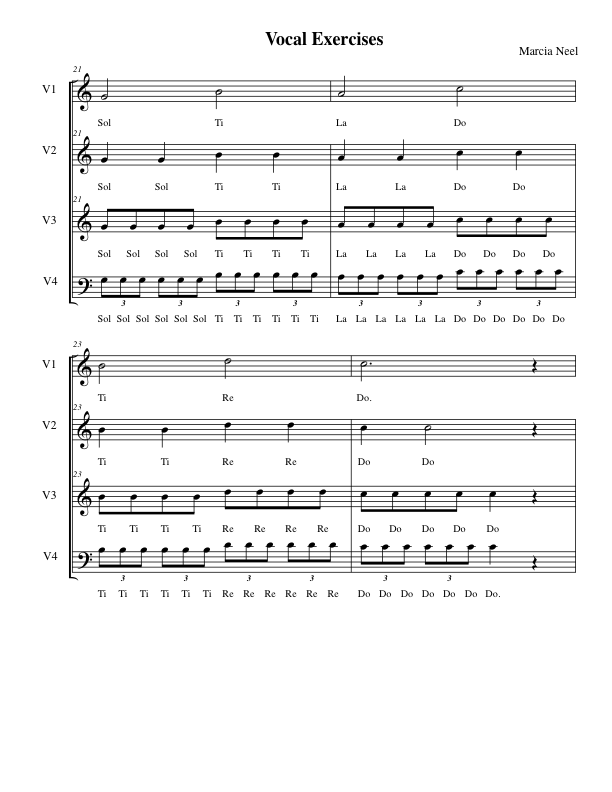 Vocal Exercises
Marcia Neel
21
V1
Sol Ti La Do
21
V2
Sol Sol Ti Ti La La Do Do
21
V3
Sol Sol Sol Sol Ti Ti Ti Ti La La La La Do Do Do Do
V4
3 3 3 3 3 3 3 3
Sol Sol Sol Sol Sol Sol Ti Ti Ti Ti Ti Ti La La La La La La Do Do Do Do Do Do
23
V1
Ti Re Do.
23
V2
Ti Ti Re Re Do Do
23
V3
Ti Ti Ti Ti Re Re Re Re Do Do Do Do Do
V4
3 3 3 3 3 3
Ti Ti Ti Ti Ti Ti Re Re Re Re Re Re Do Do Do Do Do Do Do.